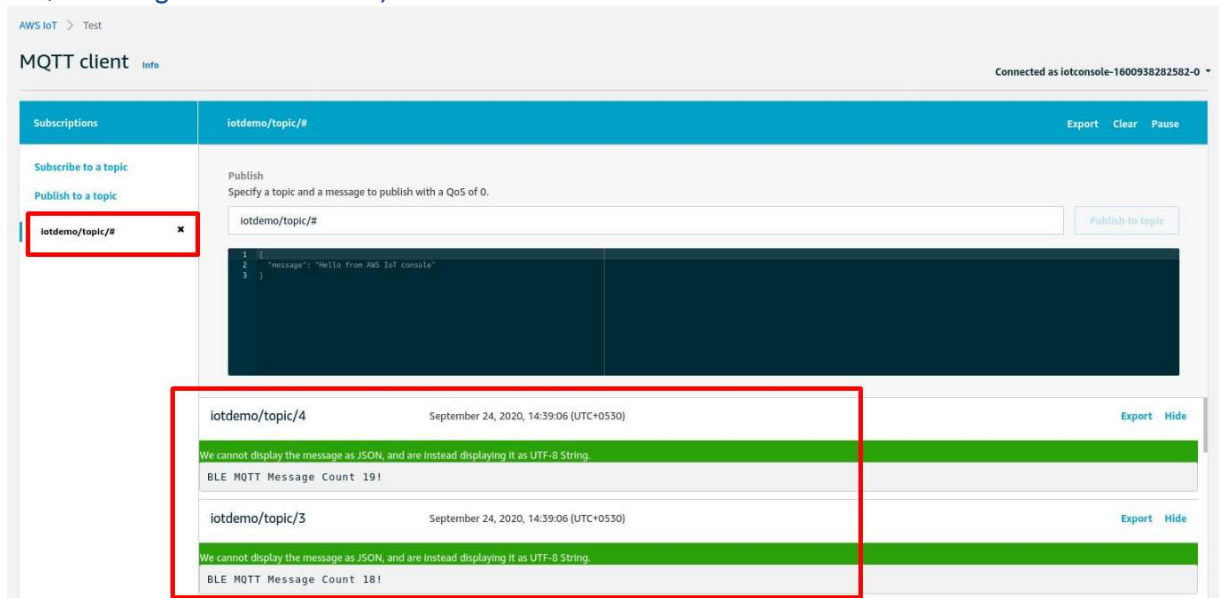 AWS IoT > Test
MQTT client Info
Connected as iotconsole-1600938282582-0
Subscriptions
iotdemo/topic/#
Export Clear Pause
Subscribe to a topic
Publish to a topic
iotdemo/topic/# ×
Publish
Specify a topic and a message to publish with a QoS of 0.
iotdemo/topic/#
Publish to topic
1 {
2 "message": "Hello from AWS IoT console"
3 }
iotdemo/topic/4 September 24, 2020, 14:39:06 (UTC+0530) Export Hide
We cannot display the message as JSON, and are instead displaying it as UTF-8 String.
BLE MQTT Message Count 19!
iotdemo/topic/3 September 24, 2020, 14:39:06 (UTC+0530) Export Hide
We cannot display the message as JSON, and are instead displaying it as UTF-8 String.
BLE MQTT Message Count 18!